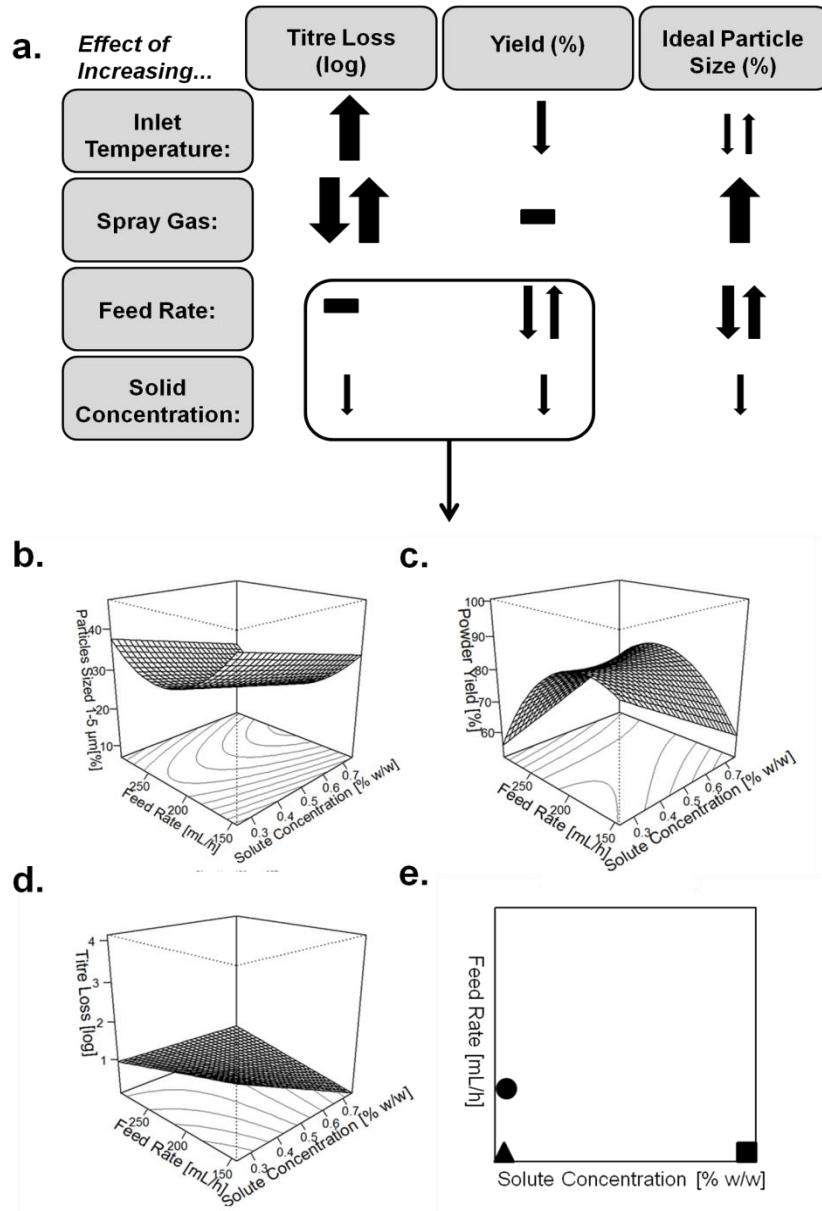 a.
Effect of
Increasing...
Titre Loss
(log)
Yield (%)
Ideal Particle
Size (%)
Inlet
Temperature:
Spray Gas:
Feed Rate:
Solid
Concentration:
b.
Particles Sized 1-5 µm[%]
10
20
30
40
Feed Rate [mL/h]
250
200
150
Solute Concentration [% w/w]
0.3
0.4
0.5
0.6
0.7
c.
Powder Yield [%]
60
70
80
90
100
Feed Rate [mL/h]
250
200
150
Solute Concentration [% w/w]
0.3
0.4
0.5
0.6
0.7
d.
Titre Loss [log]
1
2
3
4
Feed Rate [mL/h]
250
200
150
Solute Concentration [% w/w]
0.3
0.4
0.5
0.6
0.7
e.
Feed Rate [mL/h]
Solute Concentration [% w/w]